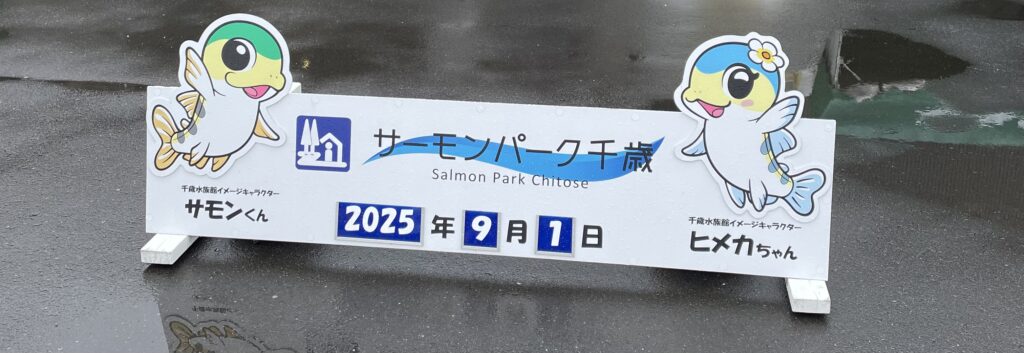 サーモンパーク千歳
Salmon Park Chitose
千歳水族館イメージキャラクター
サモンくん
2025年9月1日
千歳水族館イメージキャラクター
ヒメカちゃん